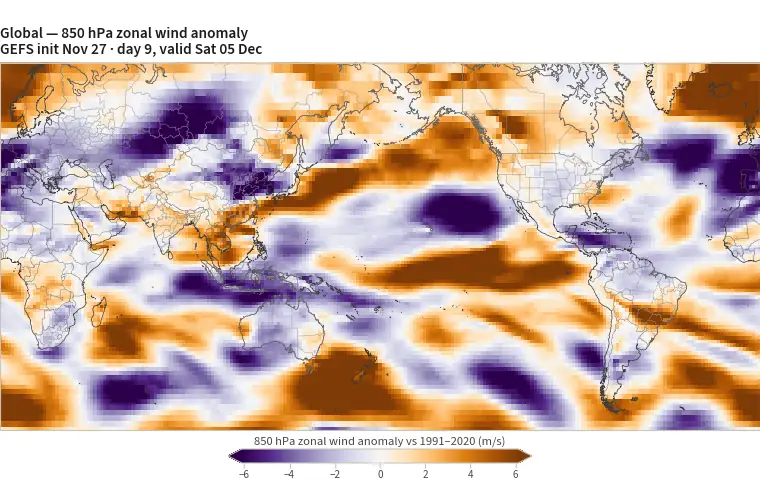 Global — 850 hPa zonal wind anomaly
GEFS init Nov 27 · day 9, valid Sat 05 Dec
850 hPa zonal wind anomaly vs 1991–2020 (m/s)
−6 −4 −2 0 2 4 6